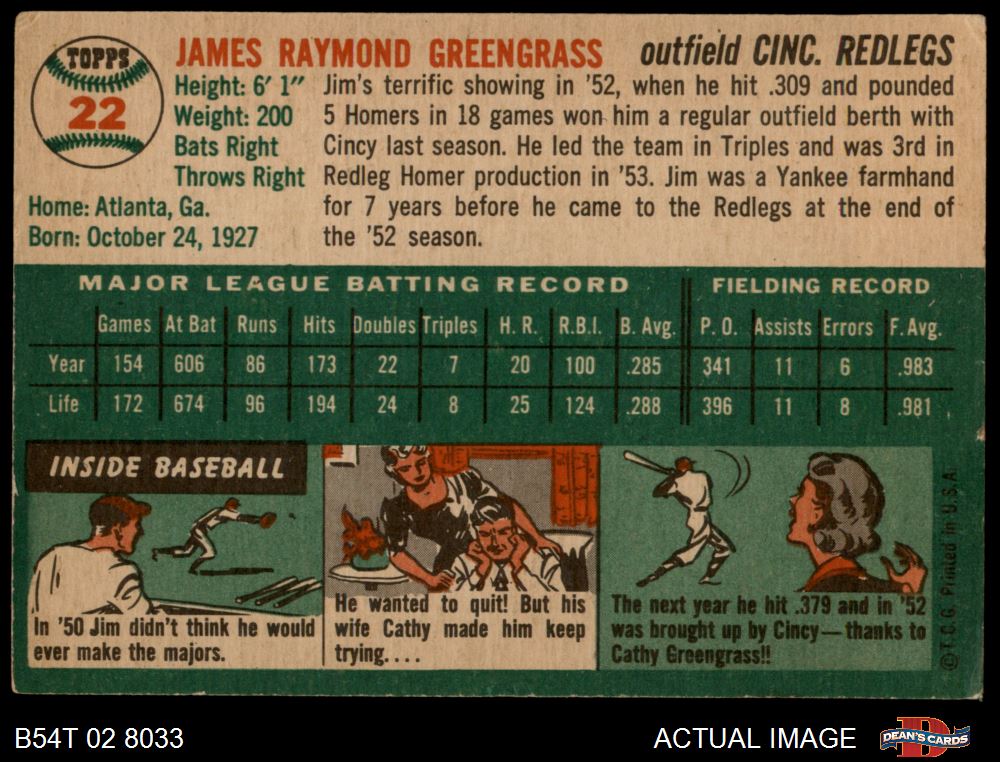 TOPPS
22
JAMES RAYMOND GREENGRASS outfield CINC. REDLEGS
Height: 6' 1"
Weight: 200
Bats Right
Throws Right
Home: Atlanta, Ga.
Born: October 24, 1927
Jim's terrific showing in '52, when he hit .309 and pounded
5 Homers in 18 games won him a regular outfield berth with
Cincy last season. He led the team in Triples and was 3rd in
Redleg Homer production in '53. Jim was a Yankee farmhand
for 7 years before he came to the Redlegs at the end of
the '52 season.
MAJOR LEAGUE BATTING RECORD FIELDING RECORD
Games At Bat Runs Hits Doubles Triples H. R. R.B.I. B. Avg. P. O. Assists Errors F. Avg.
Year 154 606 86 173 22 7 20 100 .285 341 11 6 .983
Life 172 674 96 194 24 8 25 124 .288 396 11 8 .981
INSIDE BASEBALL
In '50 Jim didn't think he would
ever make the majors.
He wanted to quit! But his
wife Cathy made him keep
trying....
The next year he hit .379 and in '52
was brought up by Cincy—thanks to
Cathy Greengrass!!
© T.C.G. Printed in U.S.A.
B54T 02 8033 ACTUAL IMAGE
D
DEAN'S CARDS